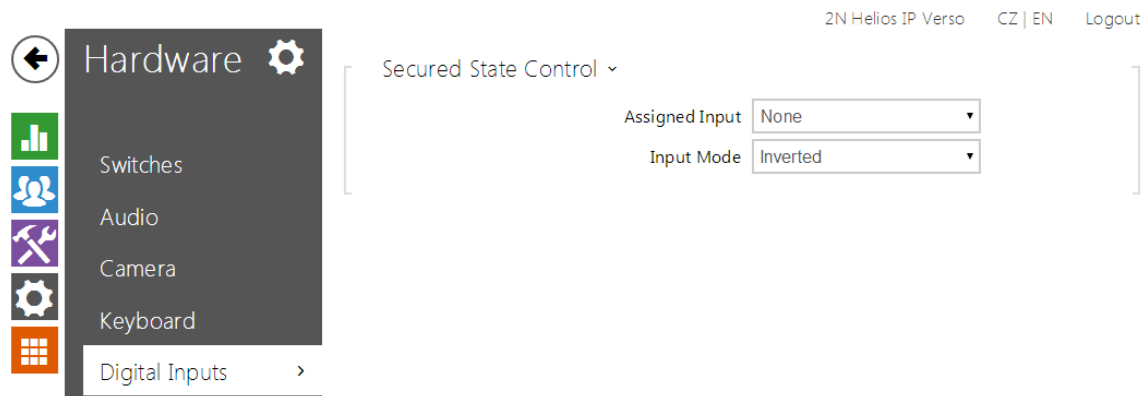 2N Helios IP Verso CZ | EN Logout
Hardware
Switches
Audio
Camera
Keyboard
Digital Inputs
Secured State Control
Assigned Input None
Input Mode Inverted